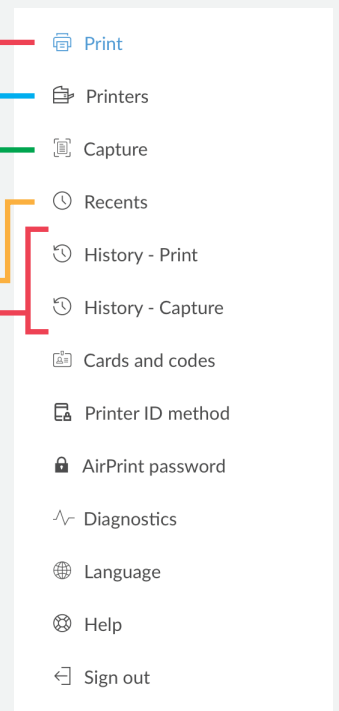 Print
Printers
Capture
Recents
History - Print
History - Capture
Cards and codes
Printer ID method
AirPrint password
Diagnostics
Language
Help
Sign out